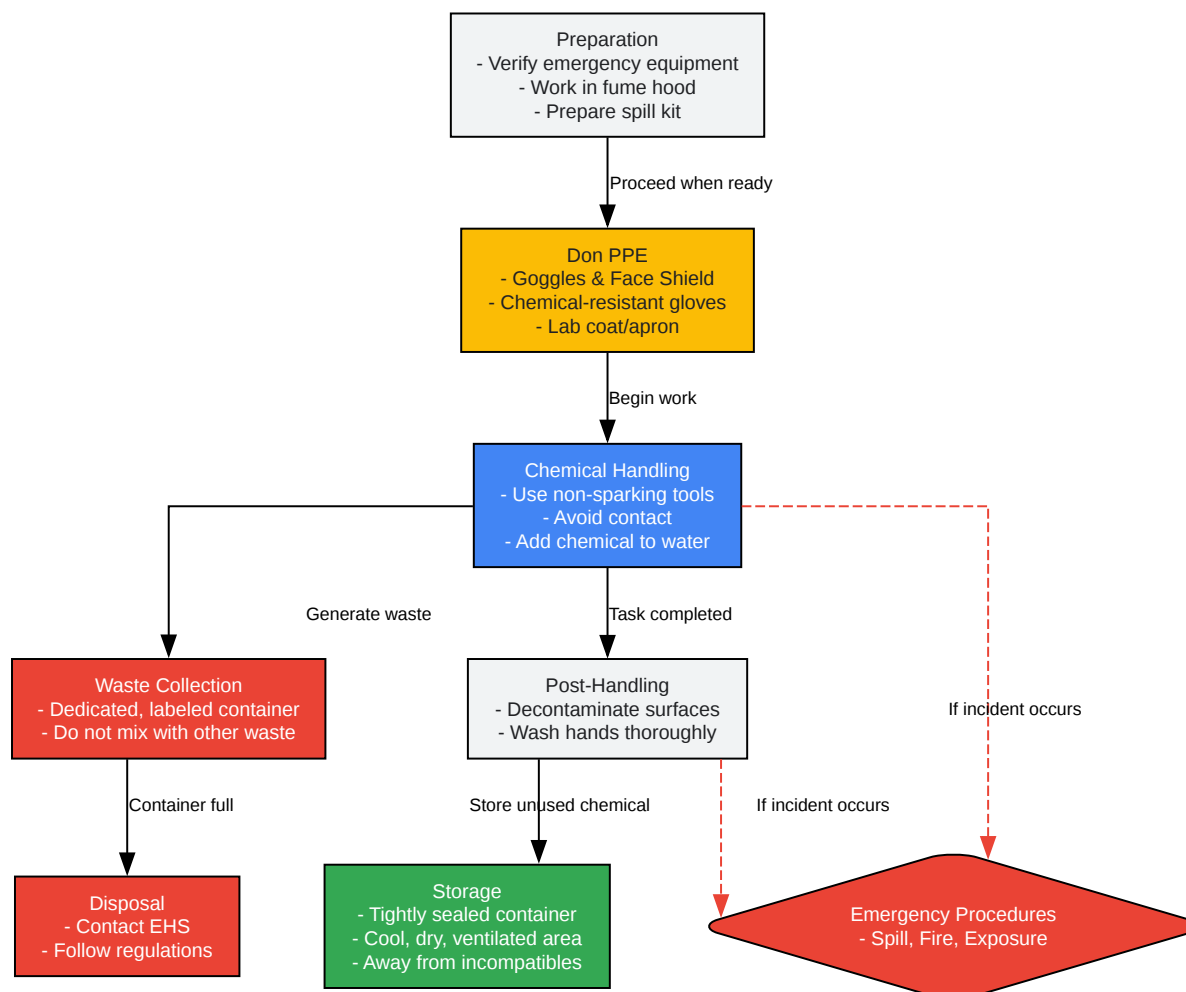 Preparation
- Verify emergency equipment
- Work in fume hood
- Prepare spill kit
Proceed when ready
Don PPE
- Goggles & Face Shield
- Chemical-resistant gloves
- Lab coat/apron
Begin work
Chemical Handling
- Use non-sparking tools
- Avoid contact
- Add chemical to water
Generate waste
Task completed
If incident occurs
Waste Collection
- Dedicated, labeled container
- Do not mix with other waste
Post-Handling
- Decontaminate surfaces
- Wash hands thoroughly
Container full
Store unused chemical
If incident occurs
Disposal
- Contact EHS
- Follow regulations
Storage
- Tightly sealed container
- Cool, dry, ventilated area
- Away from incompatibles
Emergency Procedures
- Spill, Fire, Exposure